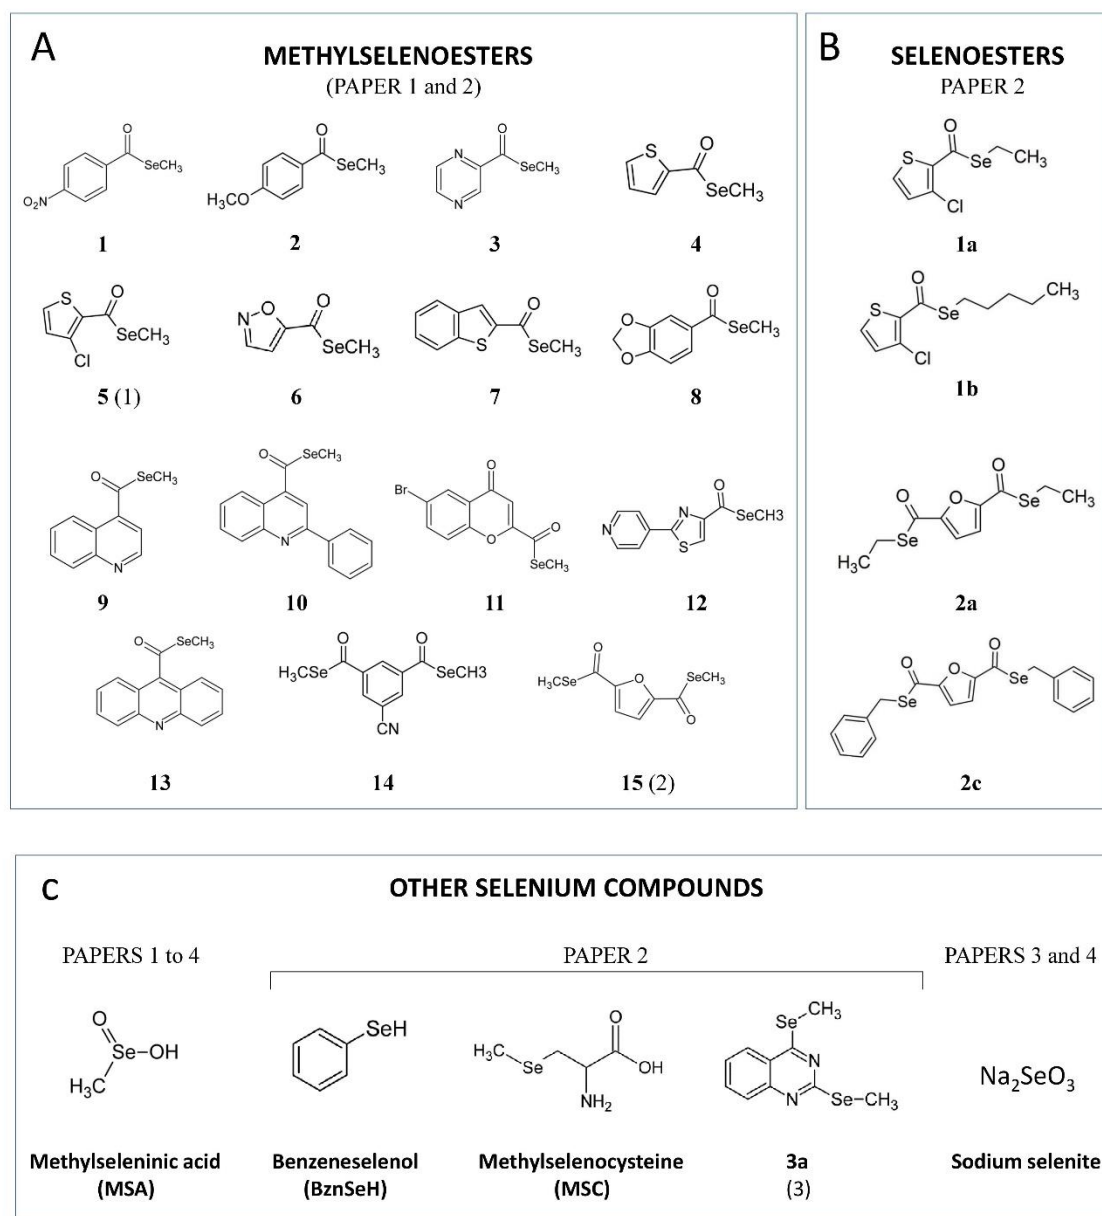 A
METHYLSELENOESTERS
(PAPER 1 and 2)
O
SeCH₃
O₂N
1
O
SeCH₃
H₃CO
2
N
O
SeCH₃
N
3
S
O
SeCH₃
4
S
O
SeCH₃
Cl
5 (1)
N
O
O
SeCH₃
6
O
S
SeCH₃
7
O
O
SeCH₃
O
8
O
SeCH₃
N
9
O
SeCH₃
N
10
Br
O
O
O
SeCH₃
11
N
N
S
O
SeCH3
12
O
SeCH₃
N
13
O
O
H₃CSe
SeCH3
CN
14
O
H₃CSe
O
SeCH₃
O
15 (2)
B
SELENOESTERS
PAPER 2
O
S
Se
CH₃
Cl
1a
O
S
Se
CH₃
Cl
1b
O
O
O
Se
CH₃
Se
H₃C
2a
O
O
O
Se
Se
2c
C
OTHER SELENIUM COMPOUNDS
PAPERS 1 to 4
PAPER 2
PAPERS 3 and 4
O
Se—OH
H₃C
Methylseleninic acid
(MSA)
SeH
Benzeneselenol
(BznSeH)
H₃C
Se
O
OH
NH₂
Methylselenocysteine
(MSC)
CH₃
Se
N
N
Se—CH₃
3a
(3)
Na₂SeO₃
Sodium selenite